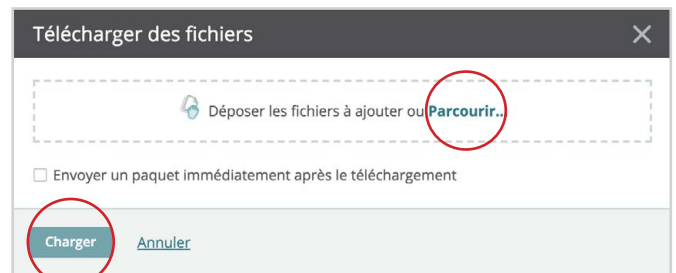 Télécharger des fichiers
Déposer les fichiers à ajouter ou Parcourir...
Envoyer un paquet immédiatement après le téléchargement
Charger Annuler